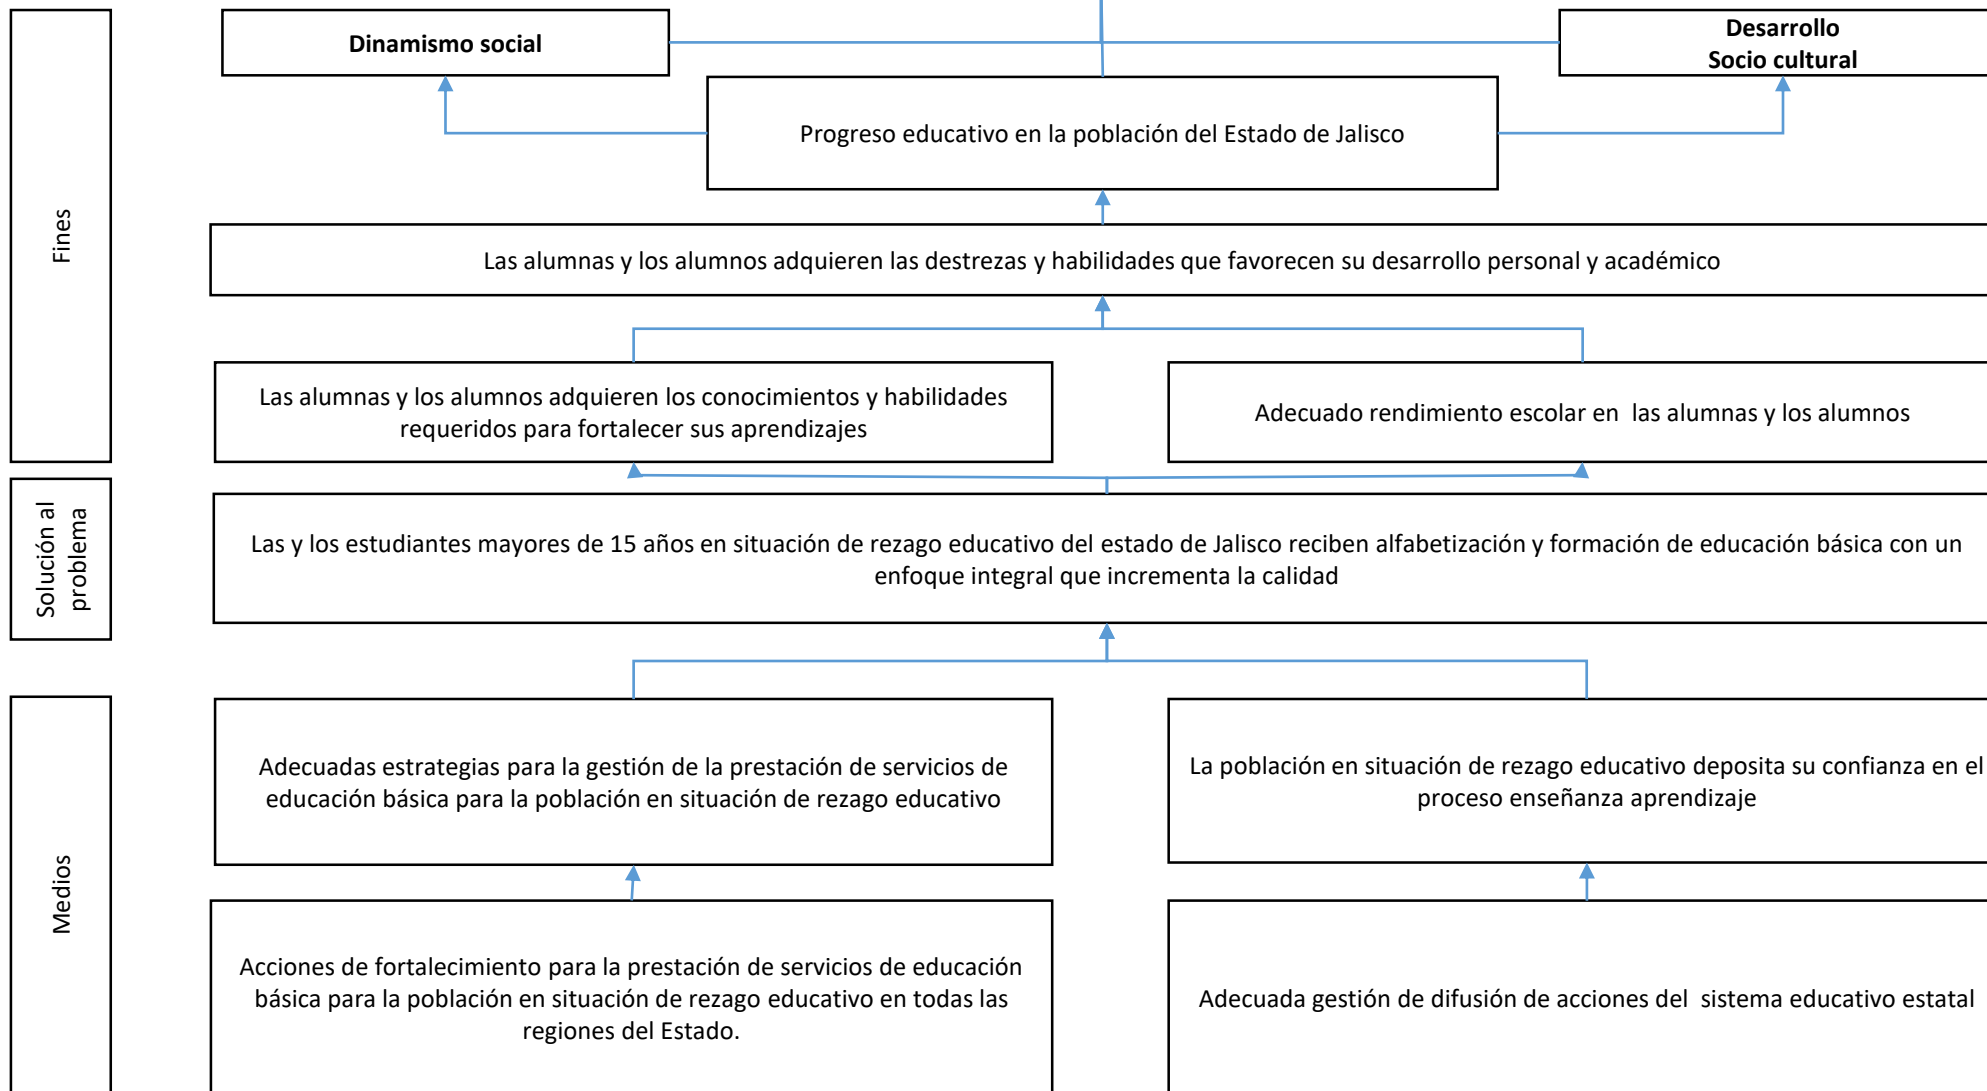 Dinamismo social
Desarrollo
Socio cultural
Progreso educativo en la población del Estado de Jalisco
Fines
Las alumnas y los alumnos adquieren las destrezas y habilidades que favorecen su desarrollo personal y académico
Las alumnas y los alumnos adquieren los conocimientos y habilidades
requeridos para fortalecer sus aprendizajes
Adecuado rendimiento escolar en las alumnas y los alumnos
Solución al
problema
Las y los estudiantes mayores de 15 años en situación de rezago educativo del estado de Jalisco reciben alfabetización y formación de educación básica con un
enfoque integral que incrementa la calidad
Medios
Adecuadas estrategias para la gestión de la prestación de servicios de
educación básica para la población en situación de rezago educativo
La población en situación de rezago educativo deposita su confianza en el
proceso enseñanza aprendizaje
Acciones de fortalecimiento para la prestación de servicios de educación
básica para la población en situación de rezago educativo en todas las
regiones del Estado.
Adecuada gestión de difusión de acciones del sistema educativo estatal